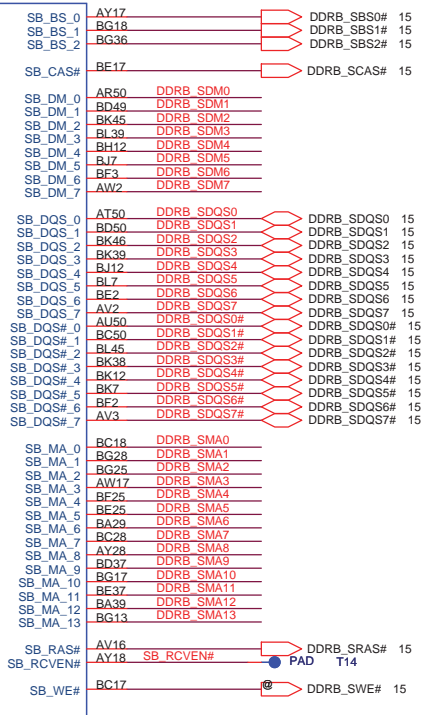 SB_BS_0 AY17 DDRB_SBS0# 15
SB_BS_1 BG18 DDRB_SBS1# 15
SB_BS_2 BG36 DDRB_SBS2# 15
SB_CAS# BE17 DDRB_SCAS# 15
SB_DM_0 AR50 DDRB_SDM0
SB_DM_1 BD49 DDRB_SDM1
SB_DM_2 BK45 DDRB_SDM2
SB_DM_3 BL39 DDRB_SDM3
SB_DM_4 BH12 DDRB_SDM4
SB_DM_5 BJ7 DDRB_SDM5
SB_DM_6 BF3 DDRB_SDM6
SB_DM_7 AW2 DDRB_SDM7
SB_DQS_0 AT50 DDRB_SDQS0 DDRB_SDQS0 15
SB_DQS_1 BD50 DDRB_SDQS1 DDRB_SDQS1 15
SB_DQS_2 BK46 DDRB_SDQS2 DDRB_SDQS2 15
SB_DQS_3 BK39 DDRB_SDQS3 DDRB_SDQS3 15
SB_DQS_4 BJ12 DDRB_SDQS4 DDRB_SDQS4 15
SB_DQS_5 BL7 DDRB_SDQS5 DDRB_SDQS5 15
SB_DQS_6 BE2 DDRB_SDQS6 DDRB_SDQS6 15
SB_DQS_7 AV2 DDRB_SDQS7 DDRB_SDQS7 15
SB_DQS#_0 AU50 DDRB_SDQS0# DDRB_SDQS0# 15
SB_DQS#_1 BC50 DDRB_SDQS1# DDRB_SDQS1# 15
SB_DQS#_2 BL45 DDRB_SDQS2# DDRB_SDQS2# 15
SB_DQS#_3 BK38 DDRB_SDQS3# DDRB_SDQS3# 15
SB_DQS#_4 BK12 DDRB_SDQS4# DDRB_SDQS4# 15
SB_DQS#_5 BK7 DDRB_SDQS5# DDRB_SDQS5# 15
SB_DQS#_6 BF2 DDRB_SDQS6# DDRB_SDQS6# 15
SB_DQS#_7 AV3 DDRB_SDQS7# DDRB_SDQS7# 15
SB_MA_0 BC18 DDRB_SMA0
SB_MA_1 BG28 DDRB_SMA1
SB_MA_2 BG25 DDRB_SMA2
SB_MA_3 AW17 DDRB_SMA3
SB_MA_4 BF25 DDRB_SMA4
SB_MA_5 BE25 DDRB_SMA5
SB_MA_6 BA29 DDRB_SMA6
SB_MA_7 BC28 DDRB_SMA7
SB_MA_8 AY28 DDRB_SMA8
SB_MA_9 BD37 DDRB_SMA9
SB_MA_10 BG17 DDRB_SMA10
SB_MA_11 BE37 DDRB_SMA11
SB_MA_12 BA39 DDRB_SMA12
SB_MA_13 BG13 DDRB_SMA13
SB_RAS# AV16 DDRB_SRAS# 15
SB_RCVEN# AY18 SB_RCVEN# PAD T14
SB_WE# BC17 @ DDRB_SWE# 15